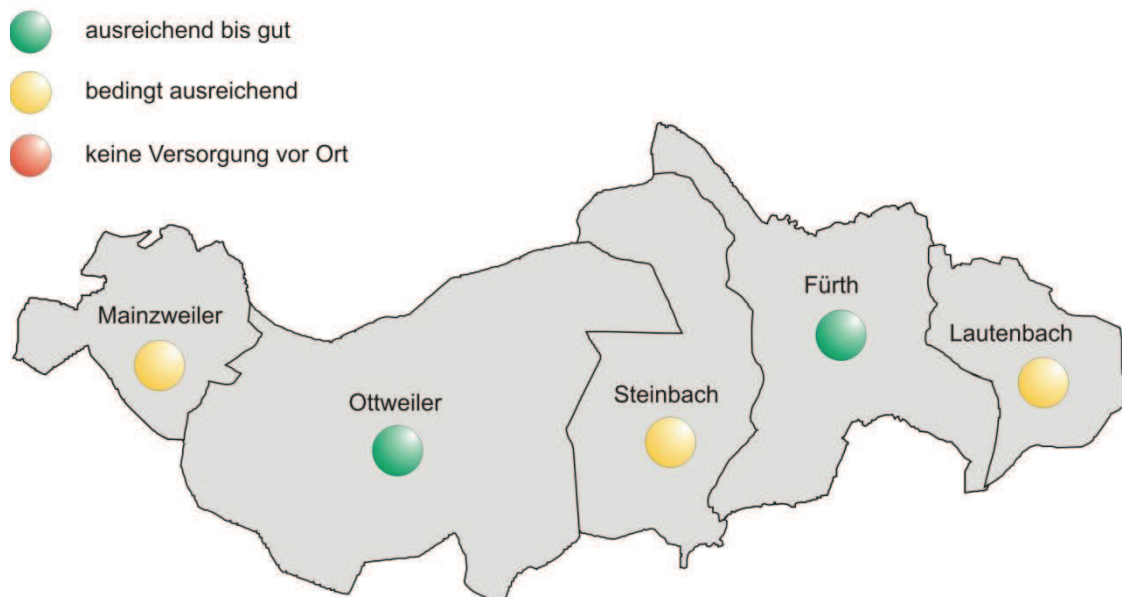 ausreichend bis gut
bedingt ausreichend
keine Versorgung vor Ort
Mainzweiler
Ottweiler
Steinbach
Fürth
Lautenbach